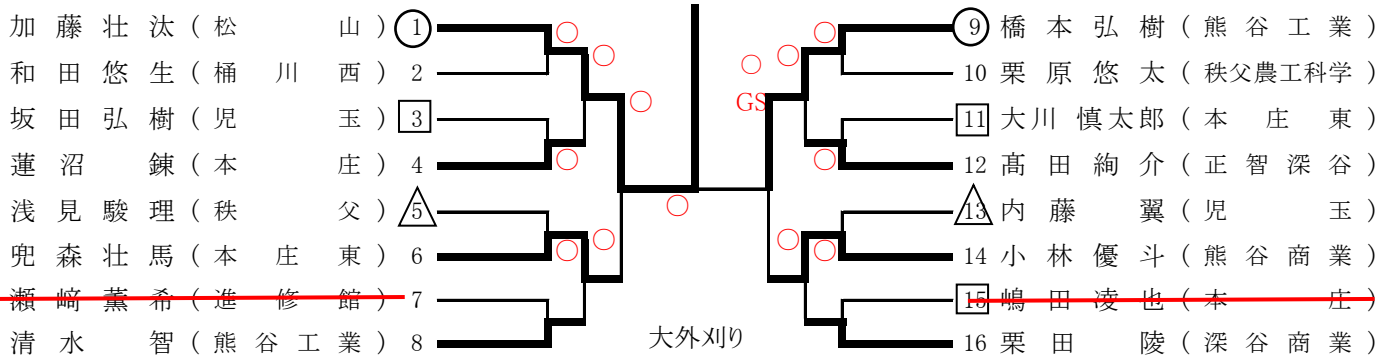 加藤壮汰(松山) 1
和田悠生(桶川西) 2
坂田弘樹(児玉) 3
蓮沼錬(本庄) 4
浅見駿理(秩父) 5
兜森壮馬(本庄東) 6
瀬﨑薫希(進修館) 7
清水智(熊谷工業) 8
GS
大外刈り
9 橋本弘樹(熊谷工業)
10 栗原悠太(秩父農工科学)
11 大川慎太郎(本庄東)
12 髙田絢介(正智深谷)
13 内藤翼(児玉)
14 小林優斗(熊谷商業)
15 嶋田凌也(本庄)
16 栗田陵(深谷商業)